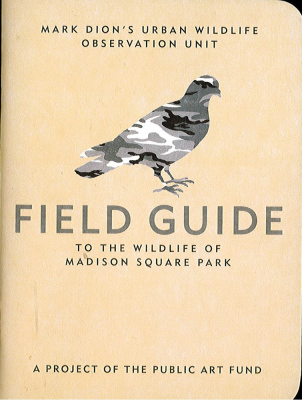 MARK DION'S URBAN WILDLIFE
OBSERVATION UNIT
FIELD GUIDE
TO THE WILDLIFE OF
MADISON SQUARE PARK
A PROJECT OF THE PUBLIC ART FUND